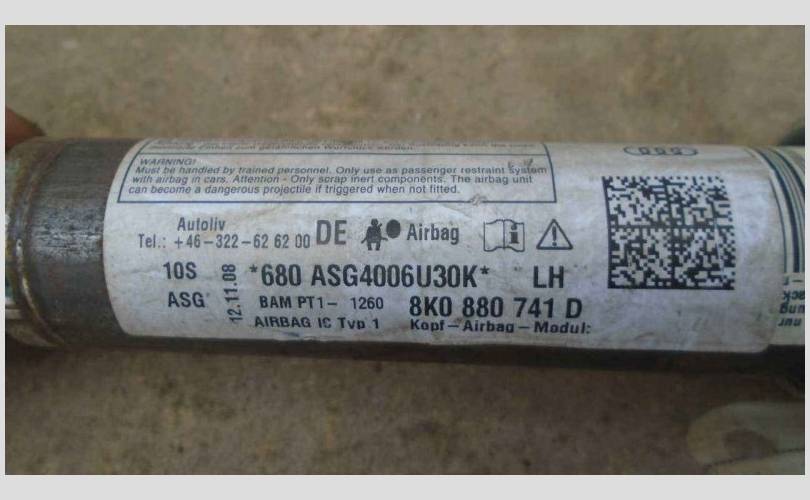 WARNING!
Must be handled by trained personnel. Only use as passenger restraint system
with airbag in cars. Attention - Only scrap inert components. The airbag unit
can become a dangerous projectile if triggered when not fitted.
Autoliv
Tel.: +46-322-62 62 00
DE Airbag
10S
ASG
12.11.08
*680 ASG4006U30K* LH
BAM PT1- 1260
8K0 880 741 D
AIRBAG IC Typ 1
Kopf-Airbag-Modul: